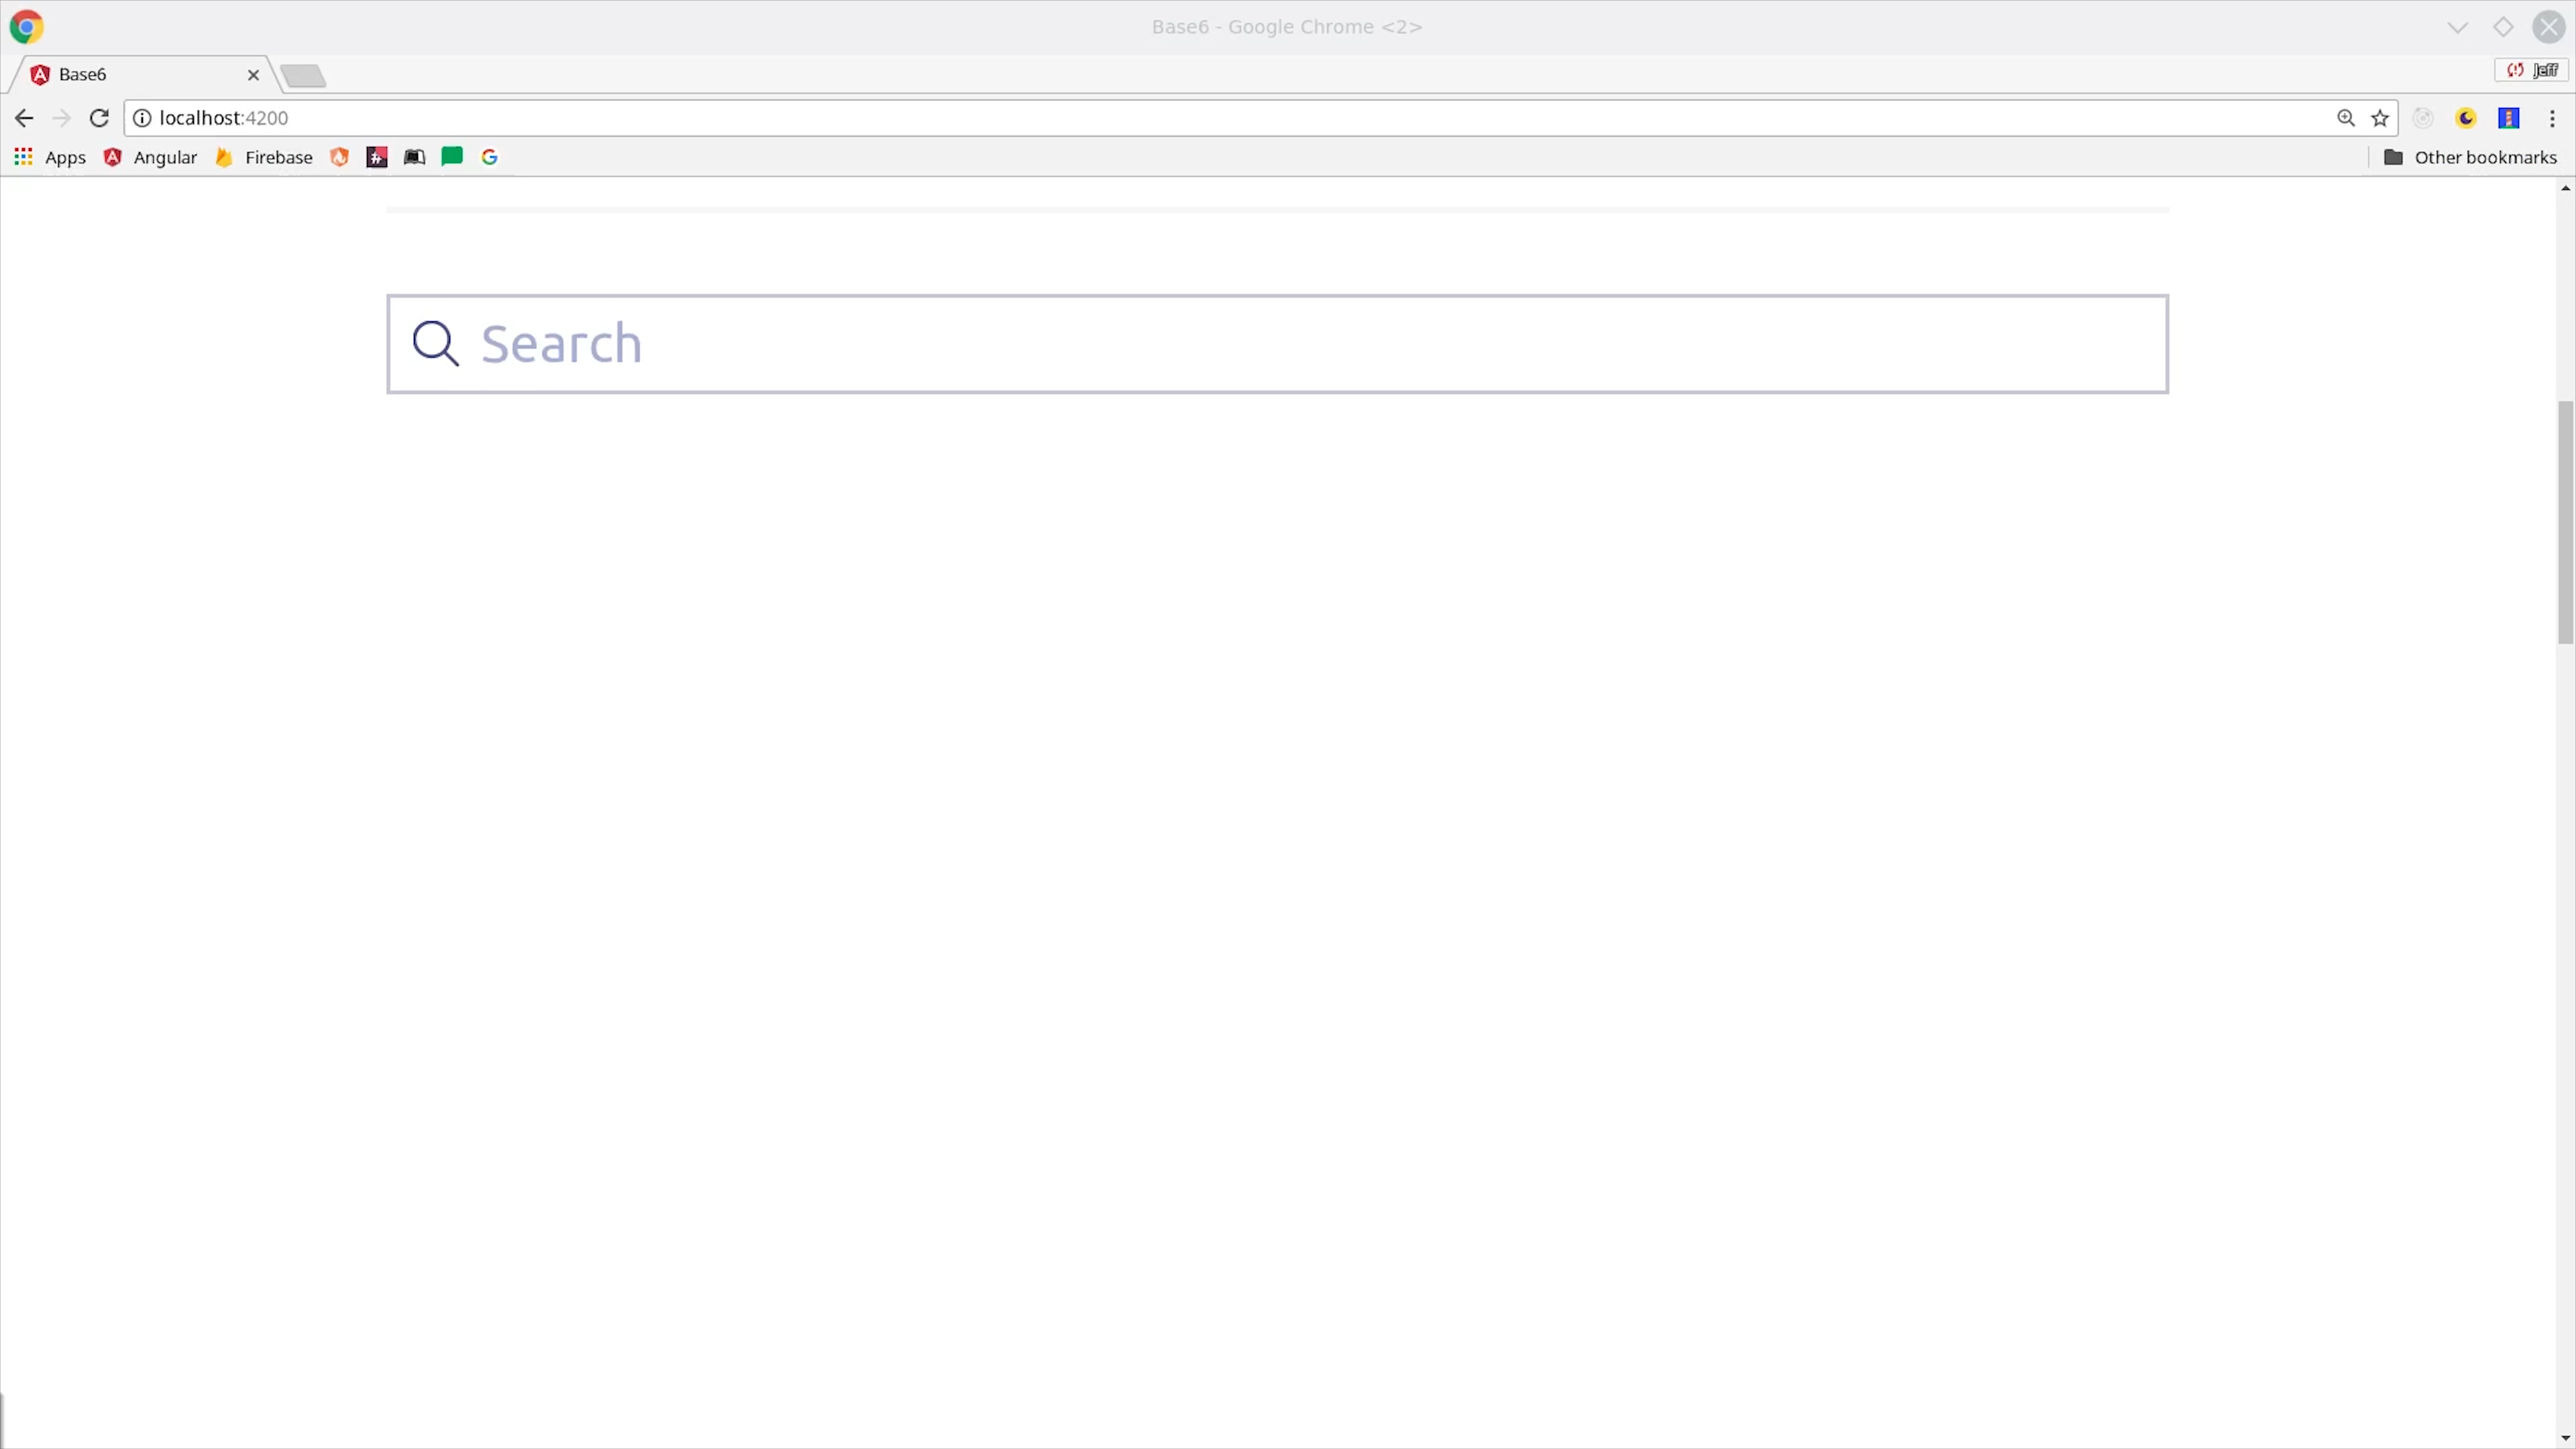 Base6 - Google Chrome <2>
Base6
Jeff
localhost:4200
Apps Angular Firebase Other bookmarks
Search